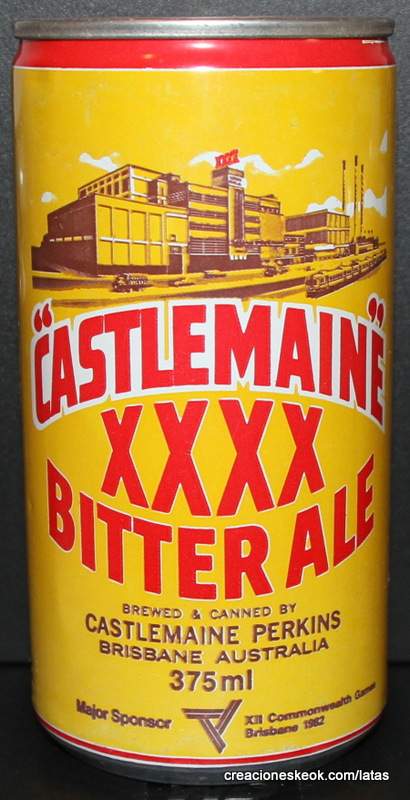 XXXX
"CASTLEMAINE"
XXXX
BITTER ALE
BREWED & CANNED BY
CASTLEMAINE PERKINS
BRISBANE AUSTRALIA
375ml
Major Sponsor
XII Commonwealth Games
Brisbane 1982
creacioneskeok.com/latas